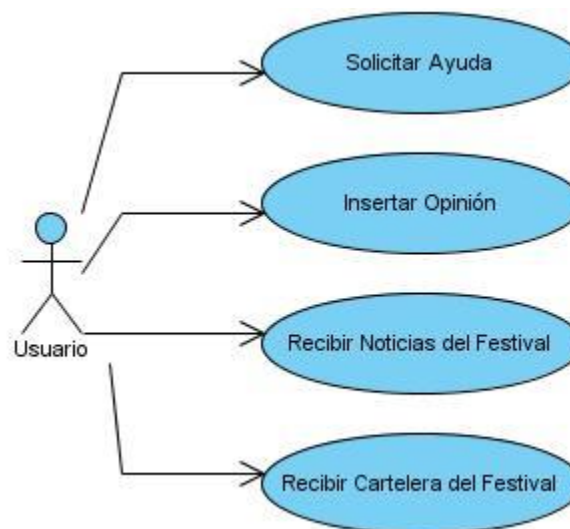 Solicitar Ayuda
Insertar Opinión
Usuario
Recibir Noticias del Festival
Recibir Cartelera del Festival